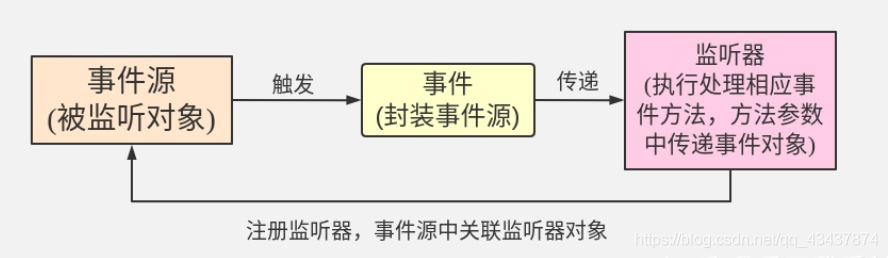 事件源
(被监听对象)
触发
事件
(封装事件源)
传递
监听器
(执行处理相应事
件方法，方法参数
中传递事件对象)
注册监听器，事件源中关联监听器对象
https://blog.csdn.net/qq_43437874